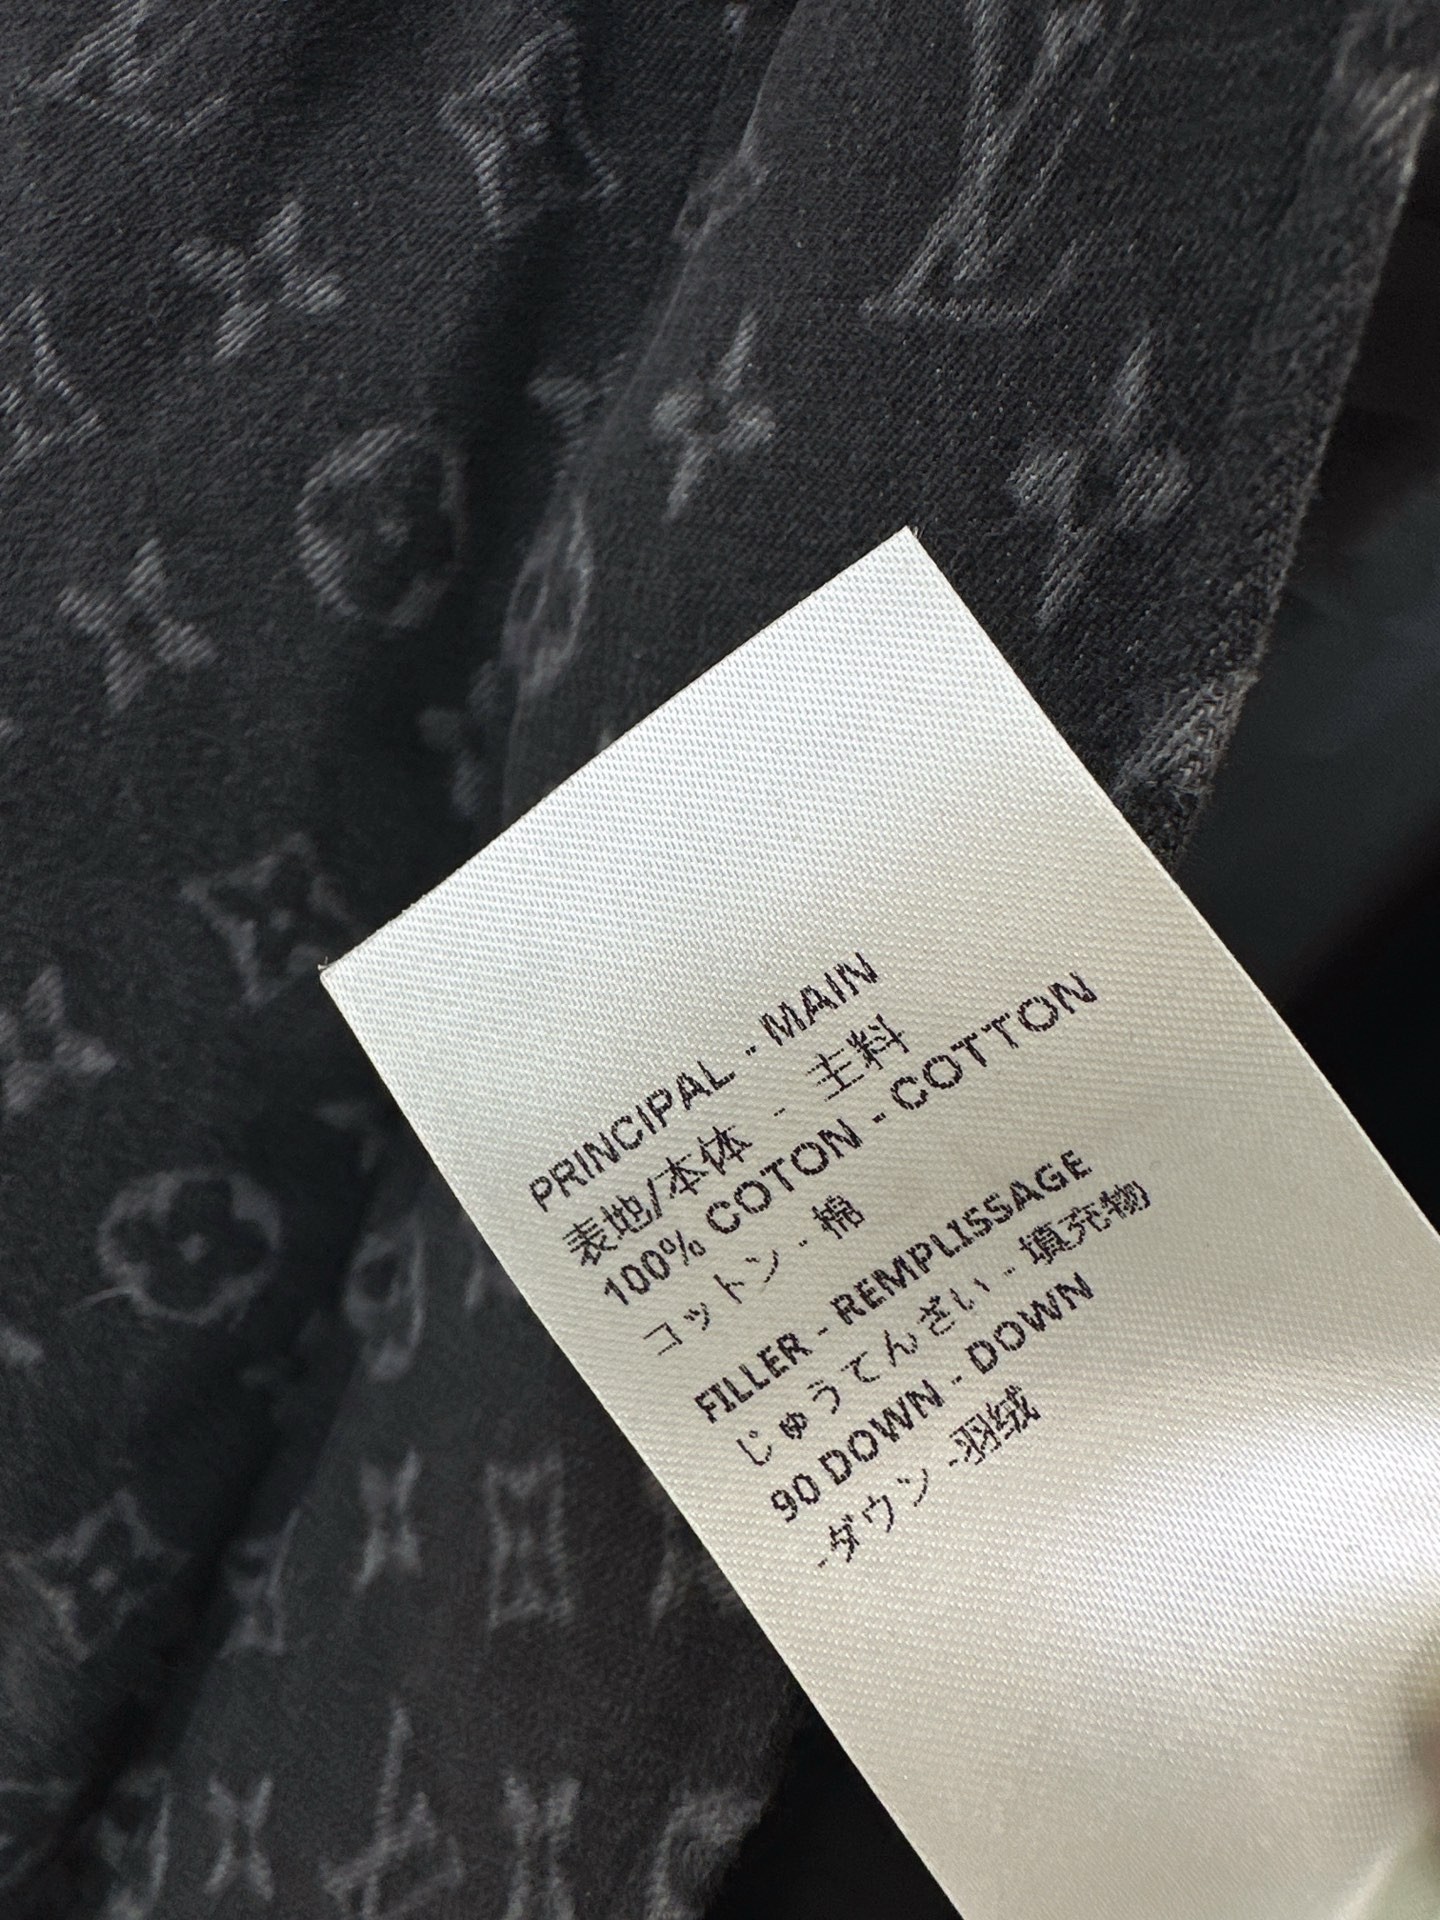 PRINCIPAL - MAIN
表地/本体 - 主料
100% COTON - COTTON
コットン - 棉
FILLER - REMPLISSAGE
じゅうてんざい - 填充物
90 DOWN - DOWN
-ダウン -羽绒